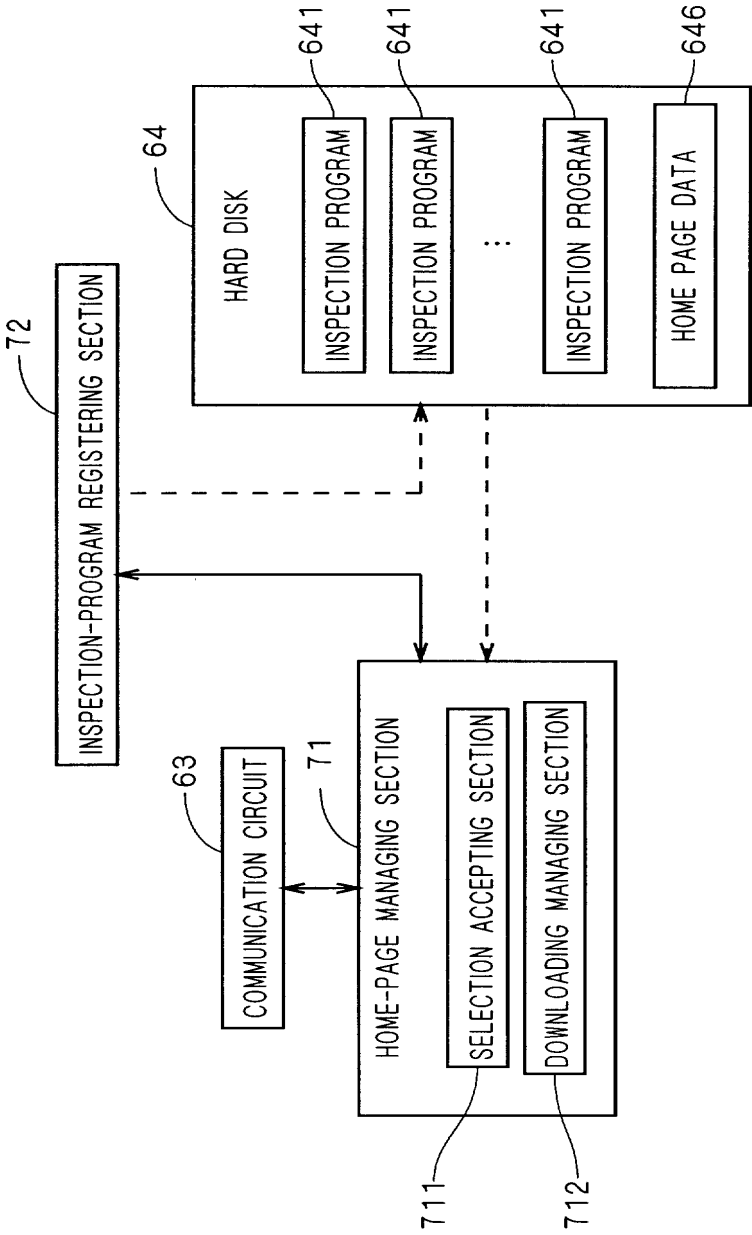 72
INSPECTION-PROGRAM REGISTERING SECTION
63
COMMUNICATION CIRCUIT
71
HOME-PAGE MANAGING SECTION
SELECTION ACCEPTING SECTION
711
DOWNLOADING MANAGING SECTION
712
64
HARD DISK
INSPECTION PROGRAM
641
INSPECTION PROGRAM
641
...
INSPECTION PROGRAM
641
HOME PAGE DATA
646